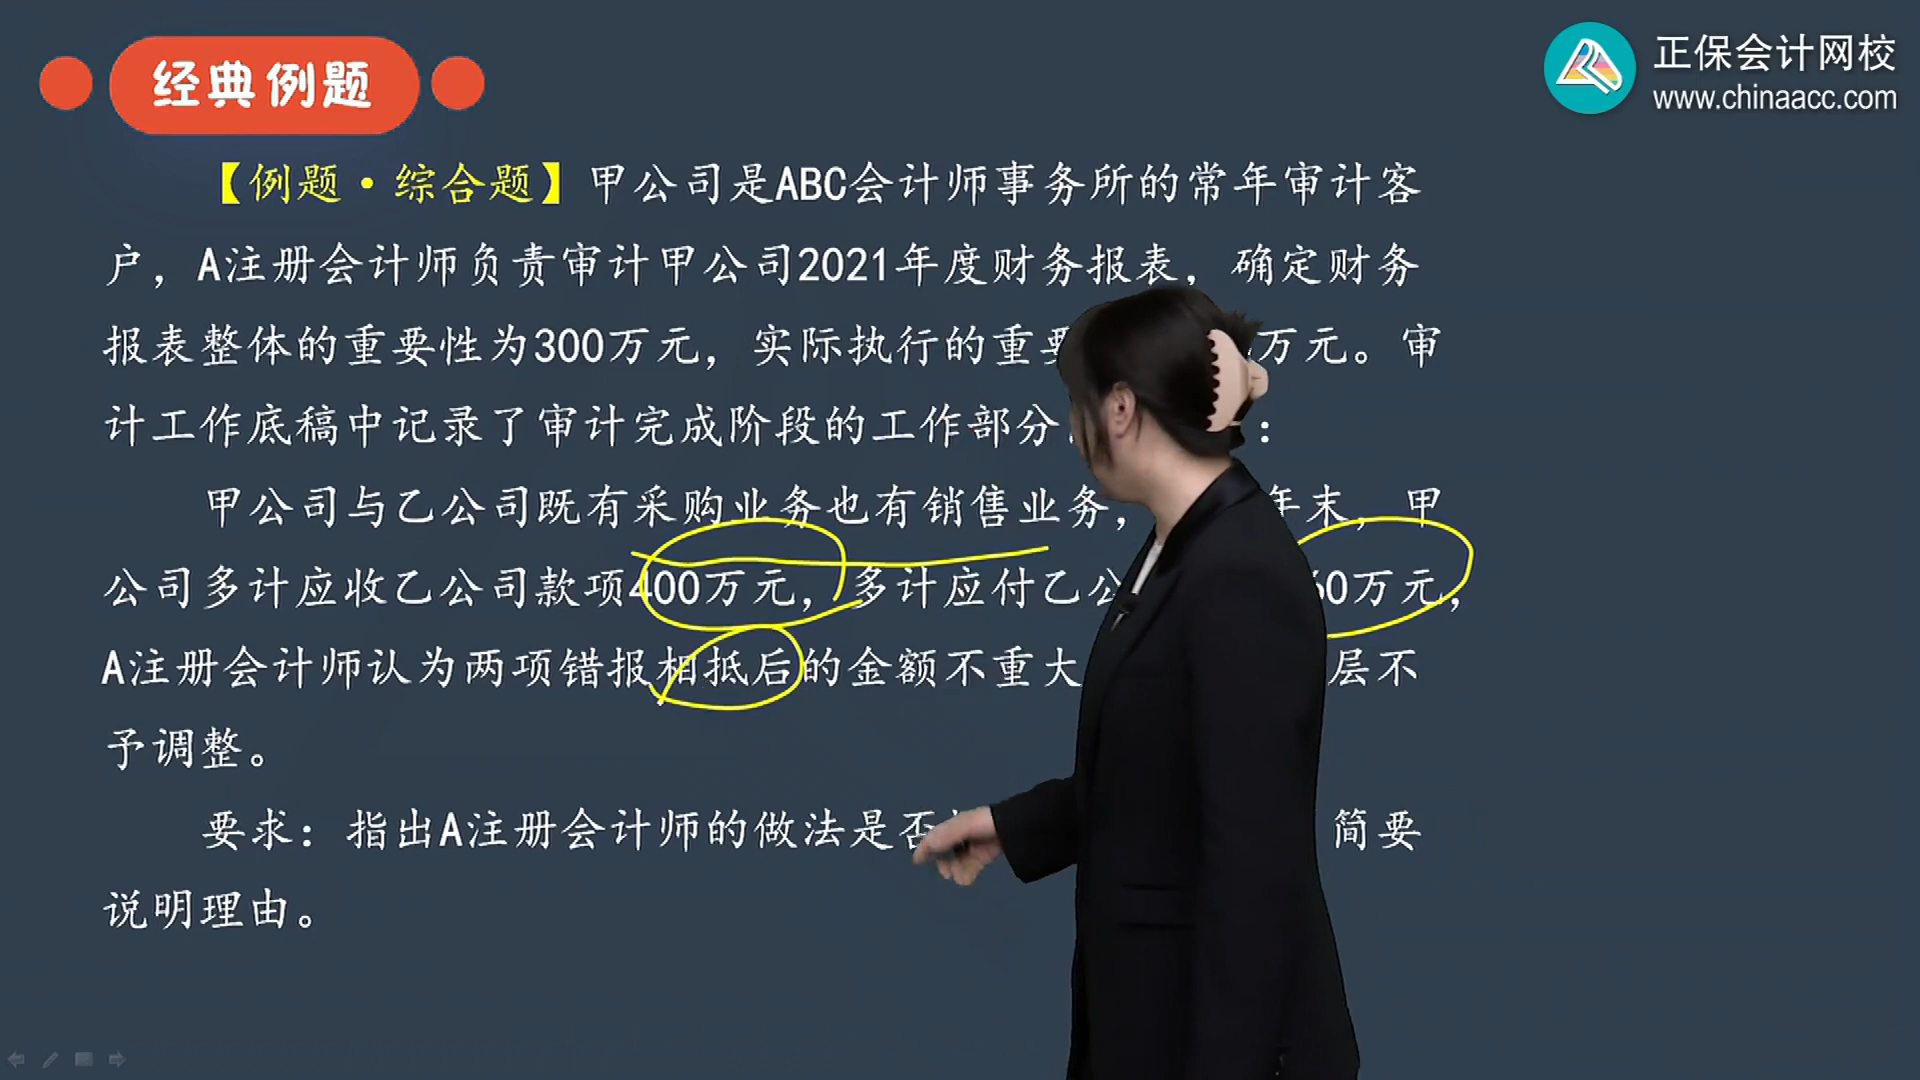 经典例题
正保会计网校
www.chinaacc.com
【例题·综合题】甲公司是ABC会计师事务所的常年审计客
户，A注册会计师负责审计甲公司2021年度财务报表，确定财务
报表整体的重要性为300万元，实际执行的重要 万元。审
计工作底稿中记录了审计完成阶段的工作部分 ：
甲公司与乙公司既有采购业务也有销售业务， 年末，甲
公司多计应收乙公司款项400万元，多计应付乙公 60万元，
A注册会计师认为两项错报相抵后的金额不重大 层不
予调整。
要求：指出A注册会计师的做法是否 简要
说明理由。